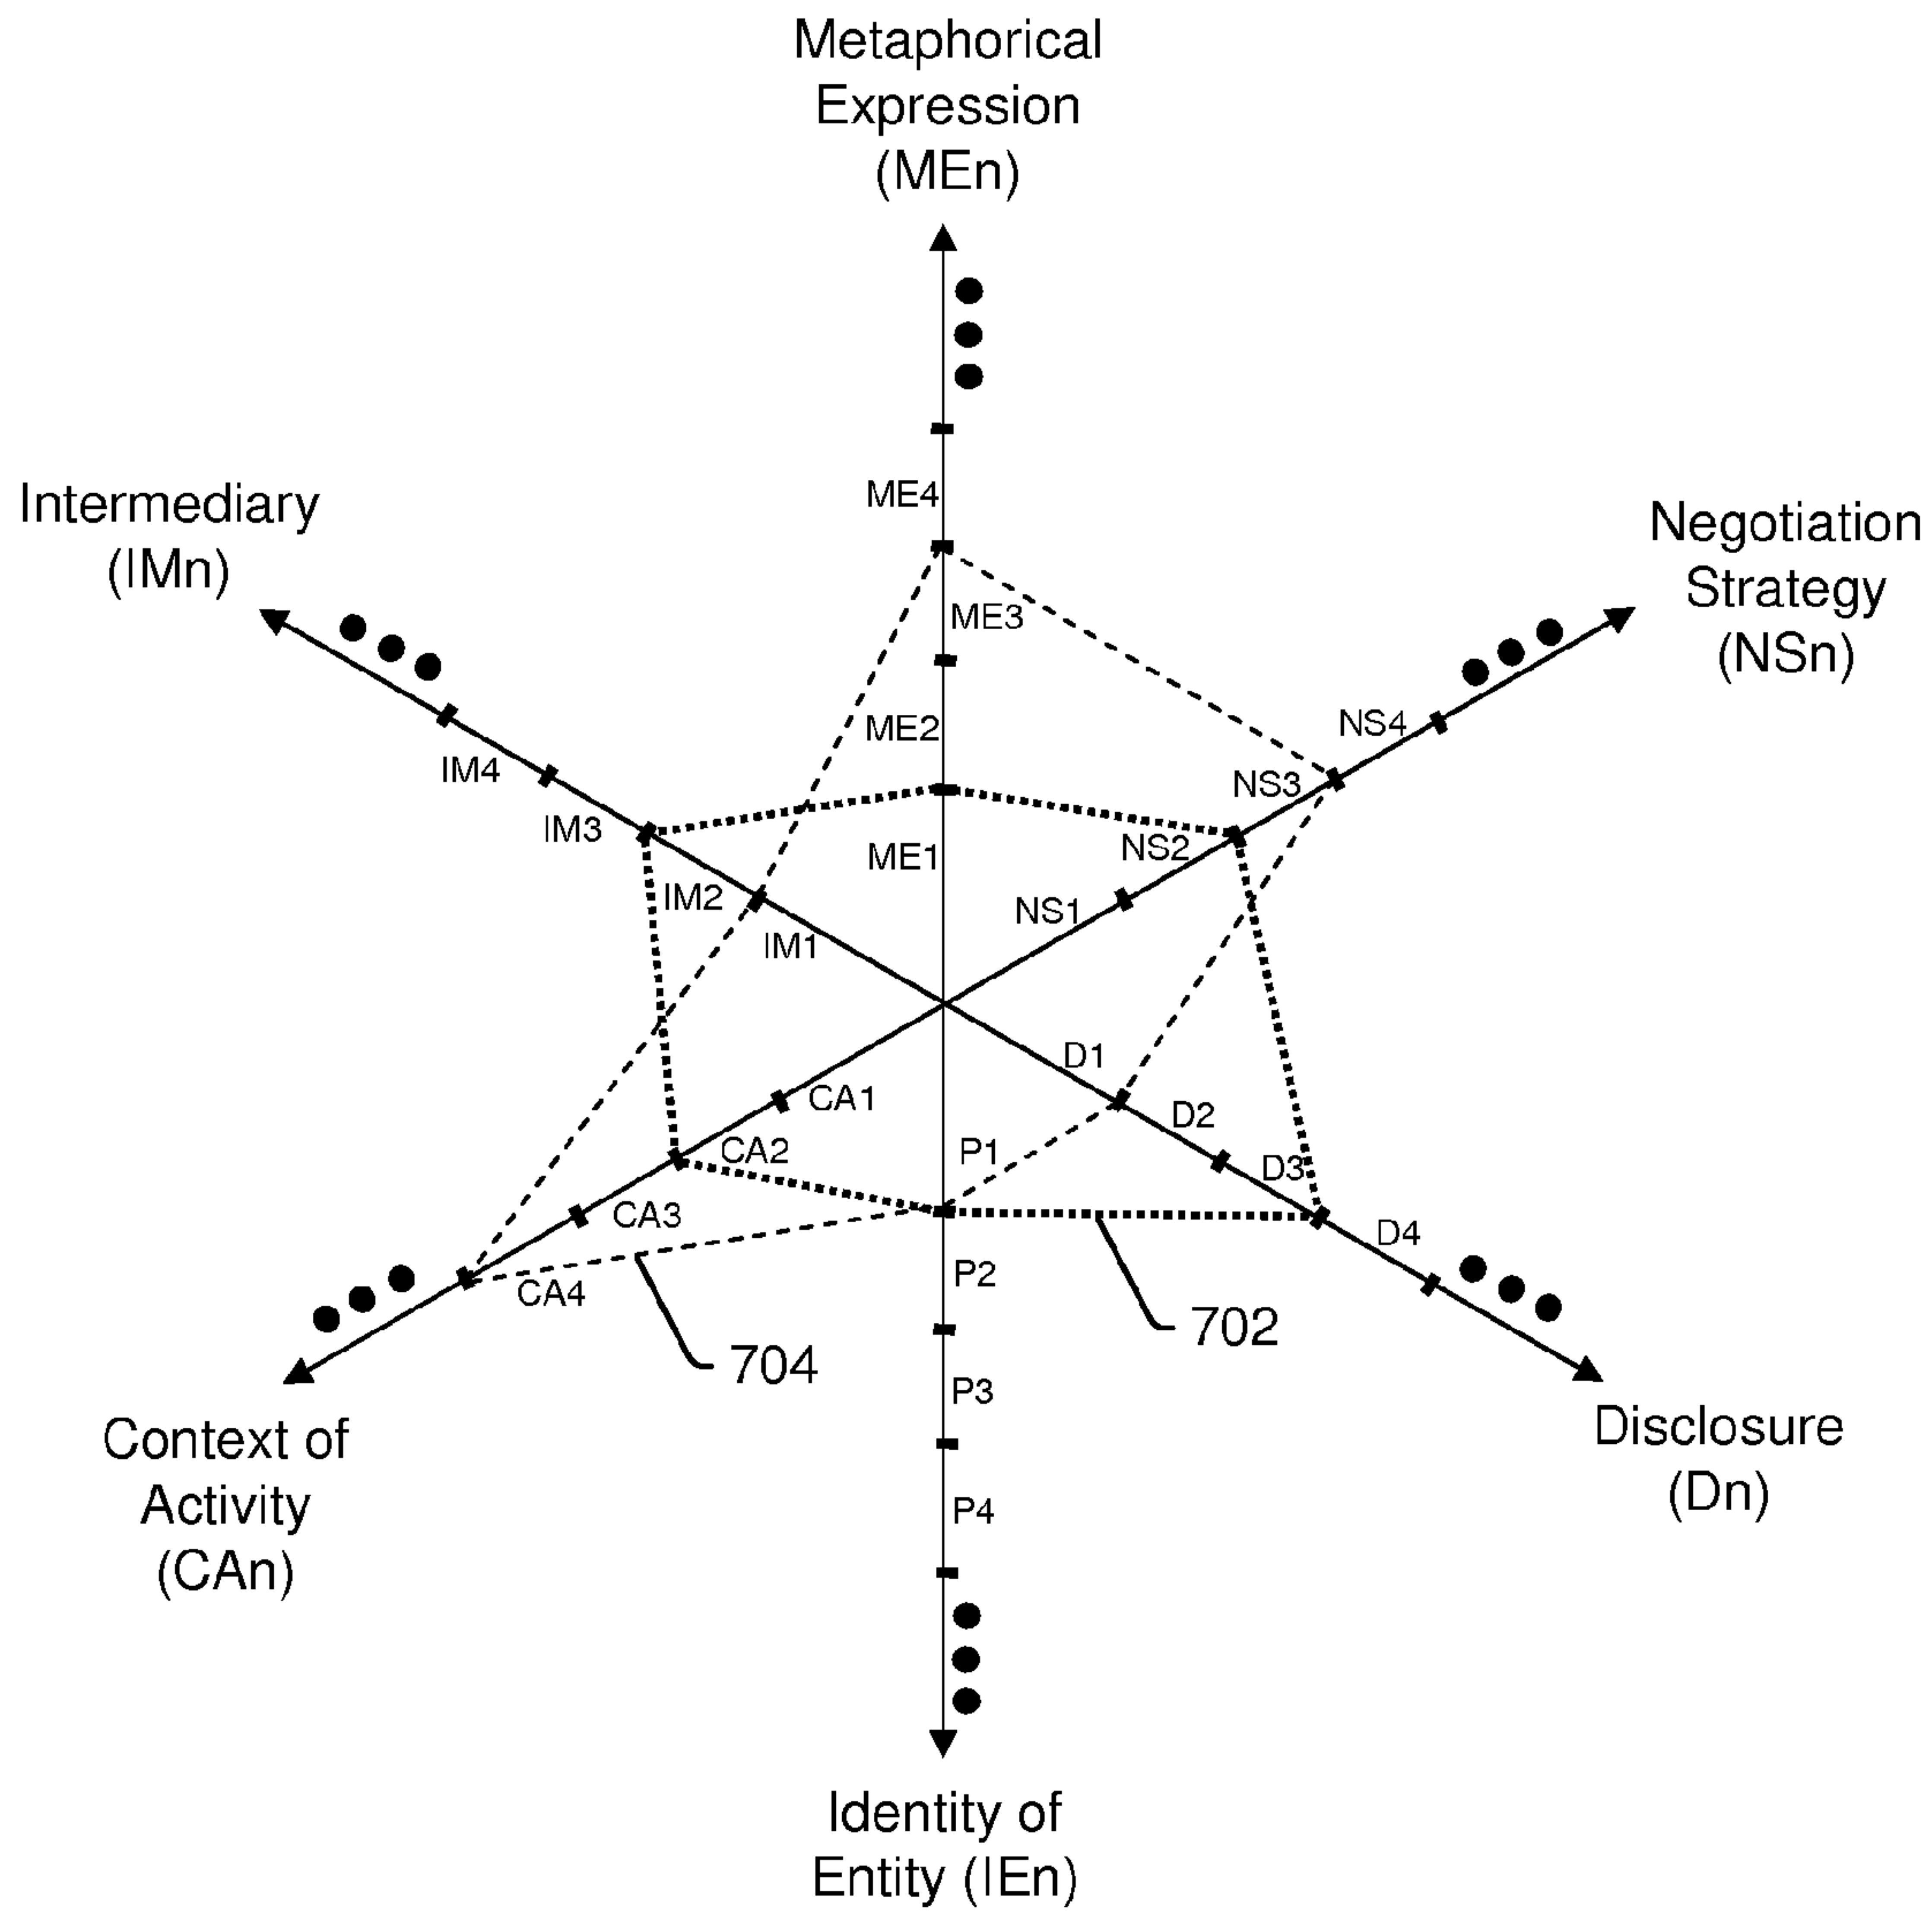 Metaphorical
Expression
(MEn)
Intermediary
(IMn)
Negotiation
Strategy
(NSn)
ME4
ME3
ME2
ME1
NS4
NS3
NS2
NS1
IM4
IM3
IM2
IM1
D1
D2
D3
D4
CA1
CA2
CA3
CA4
P1
P2
P3
P4
702
704
Context of
Activity
(CAn)
Disclosure
(Dn)
Identity of
Entity (IEn)